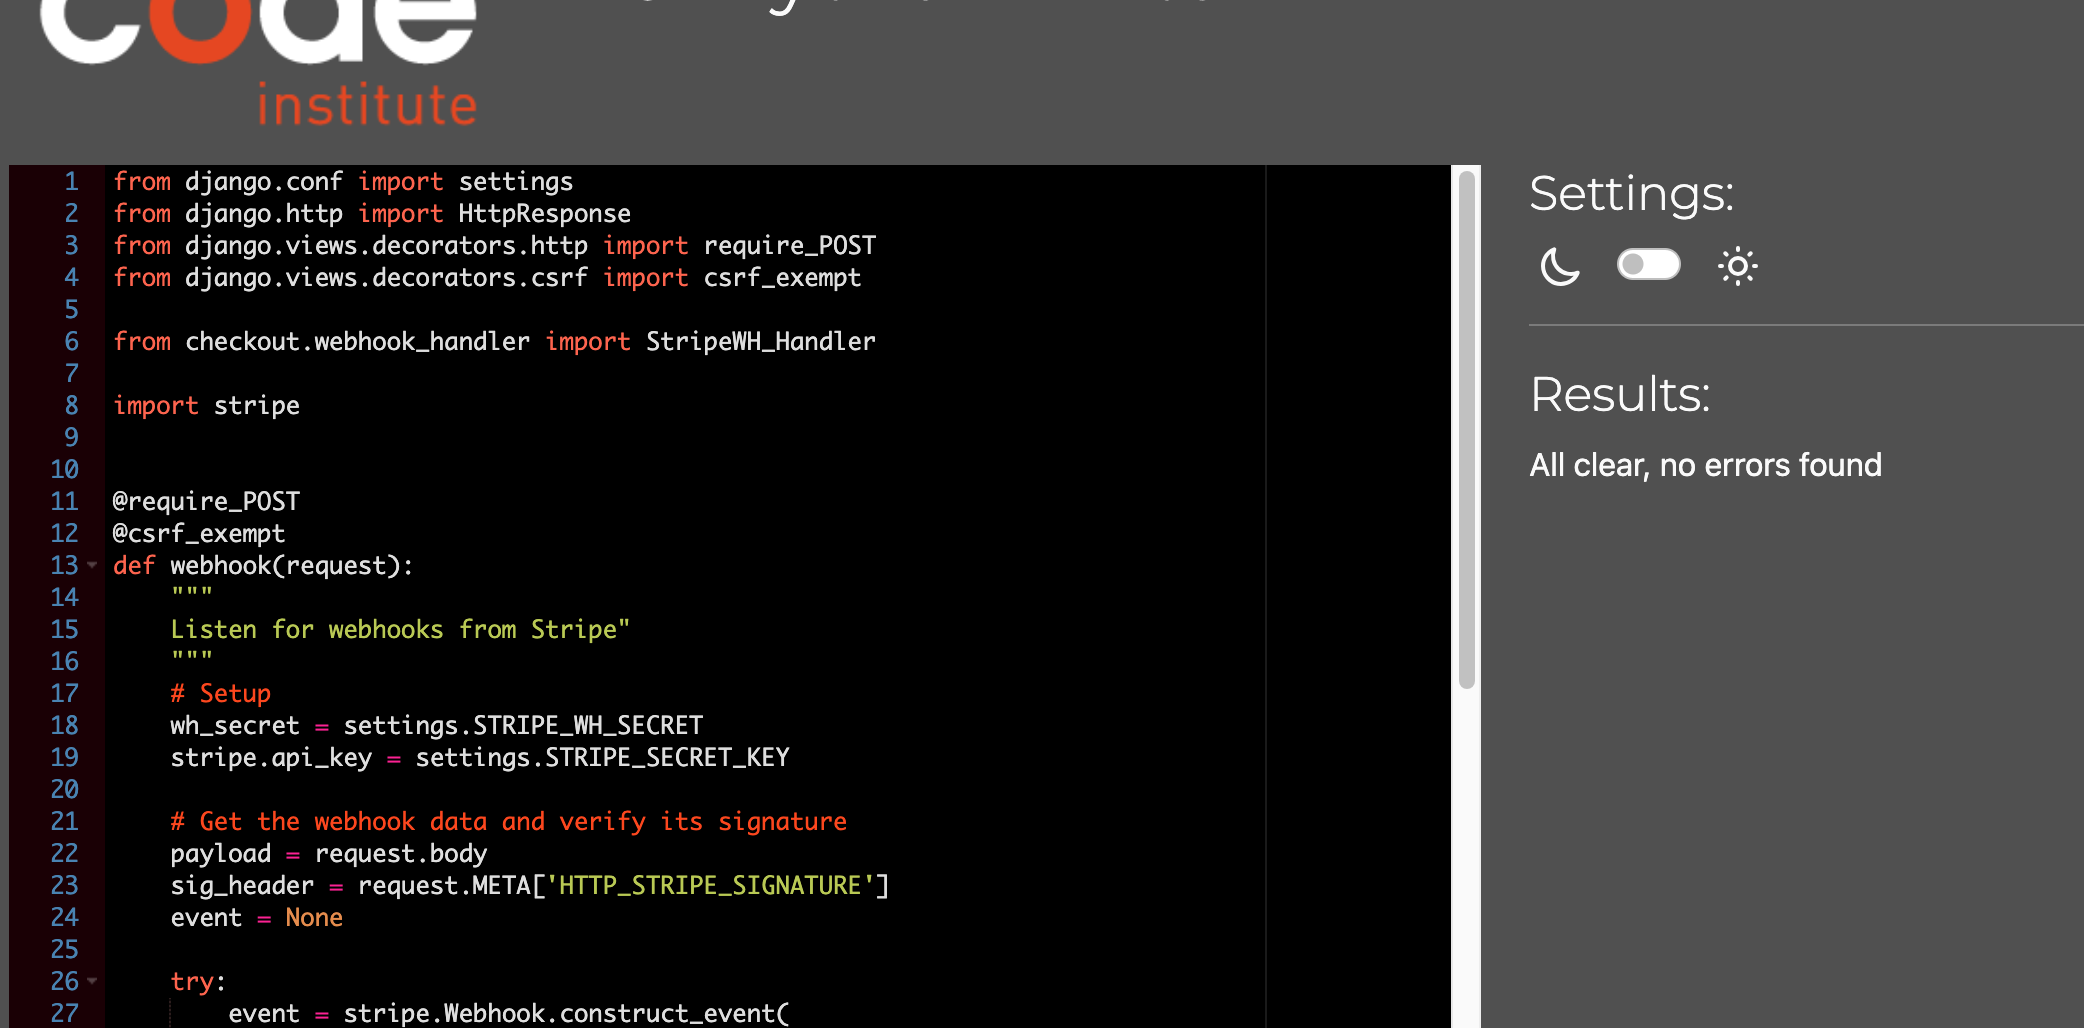 code
institute
1 from django.conf import settings
2 from django.http import HttpResponse
3 from django.views.decorators.http import require_POST
4 from django.views.decorators.csrf import csrf_exempt
5
6 from checkout.webhook_handler import StripeWH_Handler
7
8 import stripe
9
10
11 @require_POST
12 @csrf_exempt
13 def webhook(request):
14 """
15 Listen for webhooks from Stripe"
16 """
17 # Setup
18 wh_secret = settings.STRIPE_WH_SECRET
19 stripe.api_key = settings.STRIPE_SECRET_KEY
20
21 # Get the webhook data and verify its signature
22 payload = request.body
23 sig_header = request.META['HTTP_STRIPE_SIGNATURE']
24 event = None
25
26 try:
27 event = stripe.Webhook.construct_event(
Settings:
Results:
All clear, no errors found